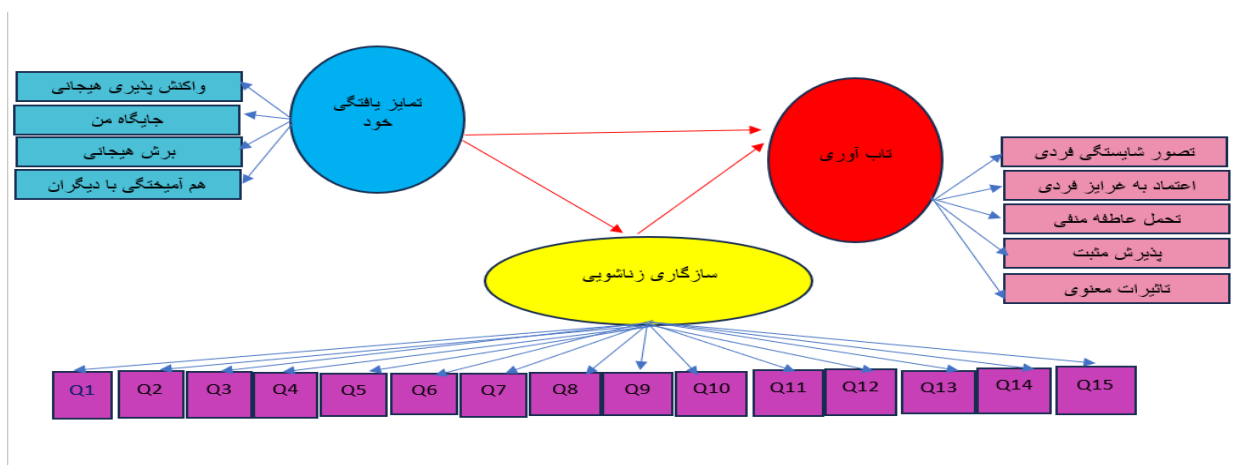 واکنش پذیری هیجانی
جایگاه من
برش هیجانی
هم آمیختگی با دیگران
تمایز یافتگی
خود
تاب آوری
تصور شایستگی فردی
اعتماد به غرایز فردی
تحمل عاطفه منفی
پذیرش مثبت
تاثیرات معنوی
سازگاری زناشویی
Q1 Q2 Q3 Q4 Q5 Q6 Q7 Q8 Q9 Q10 Q11 Q12 Q13 Q14 Q15